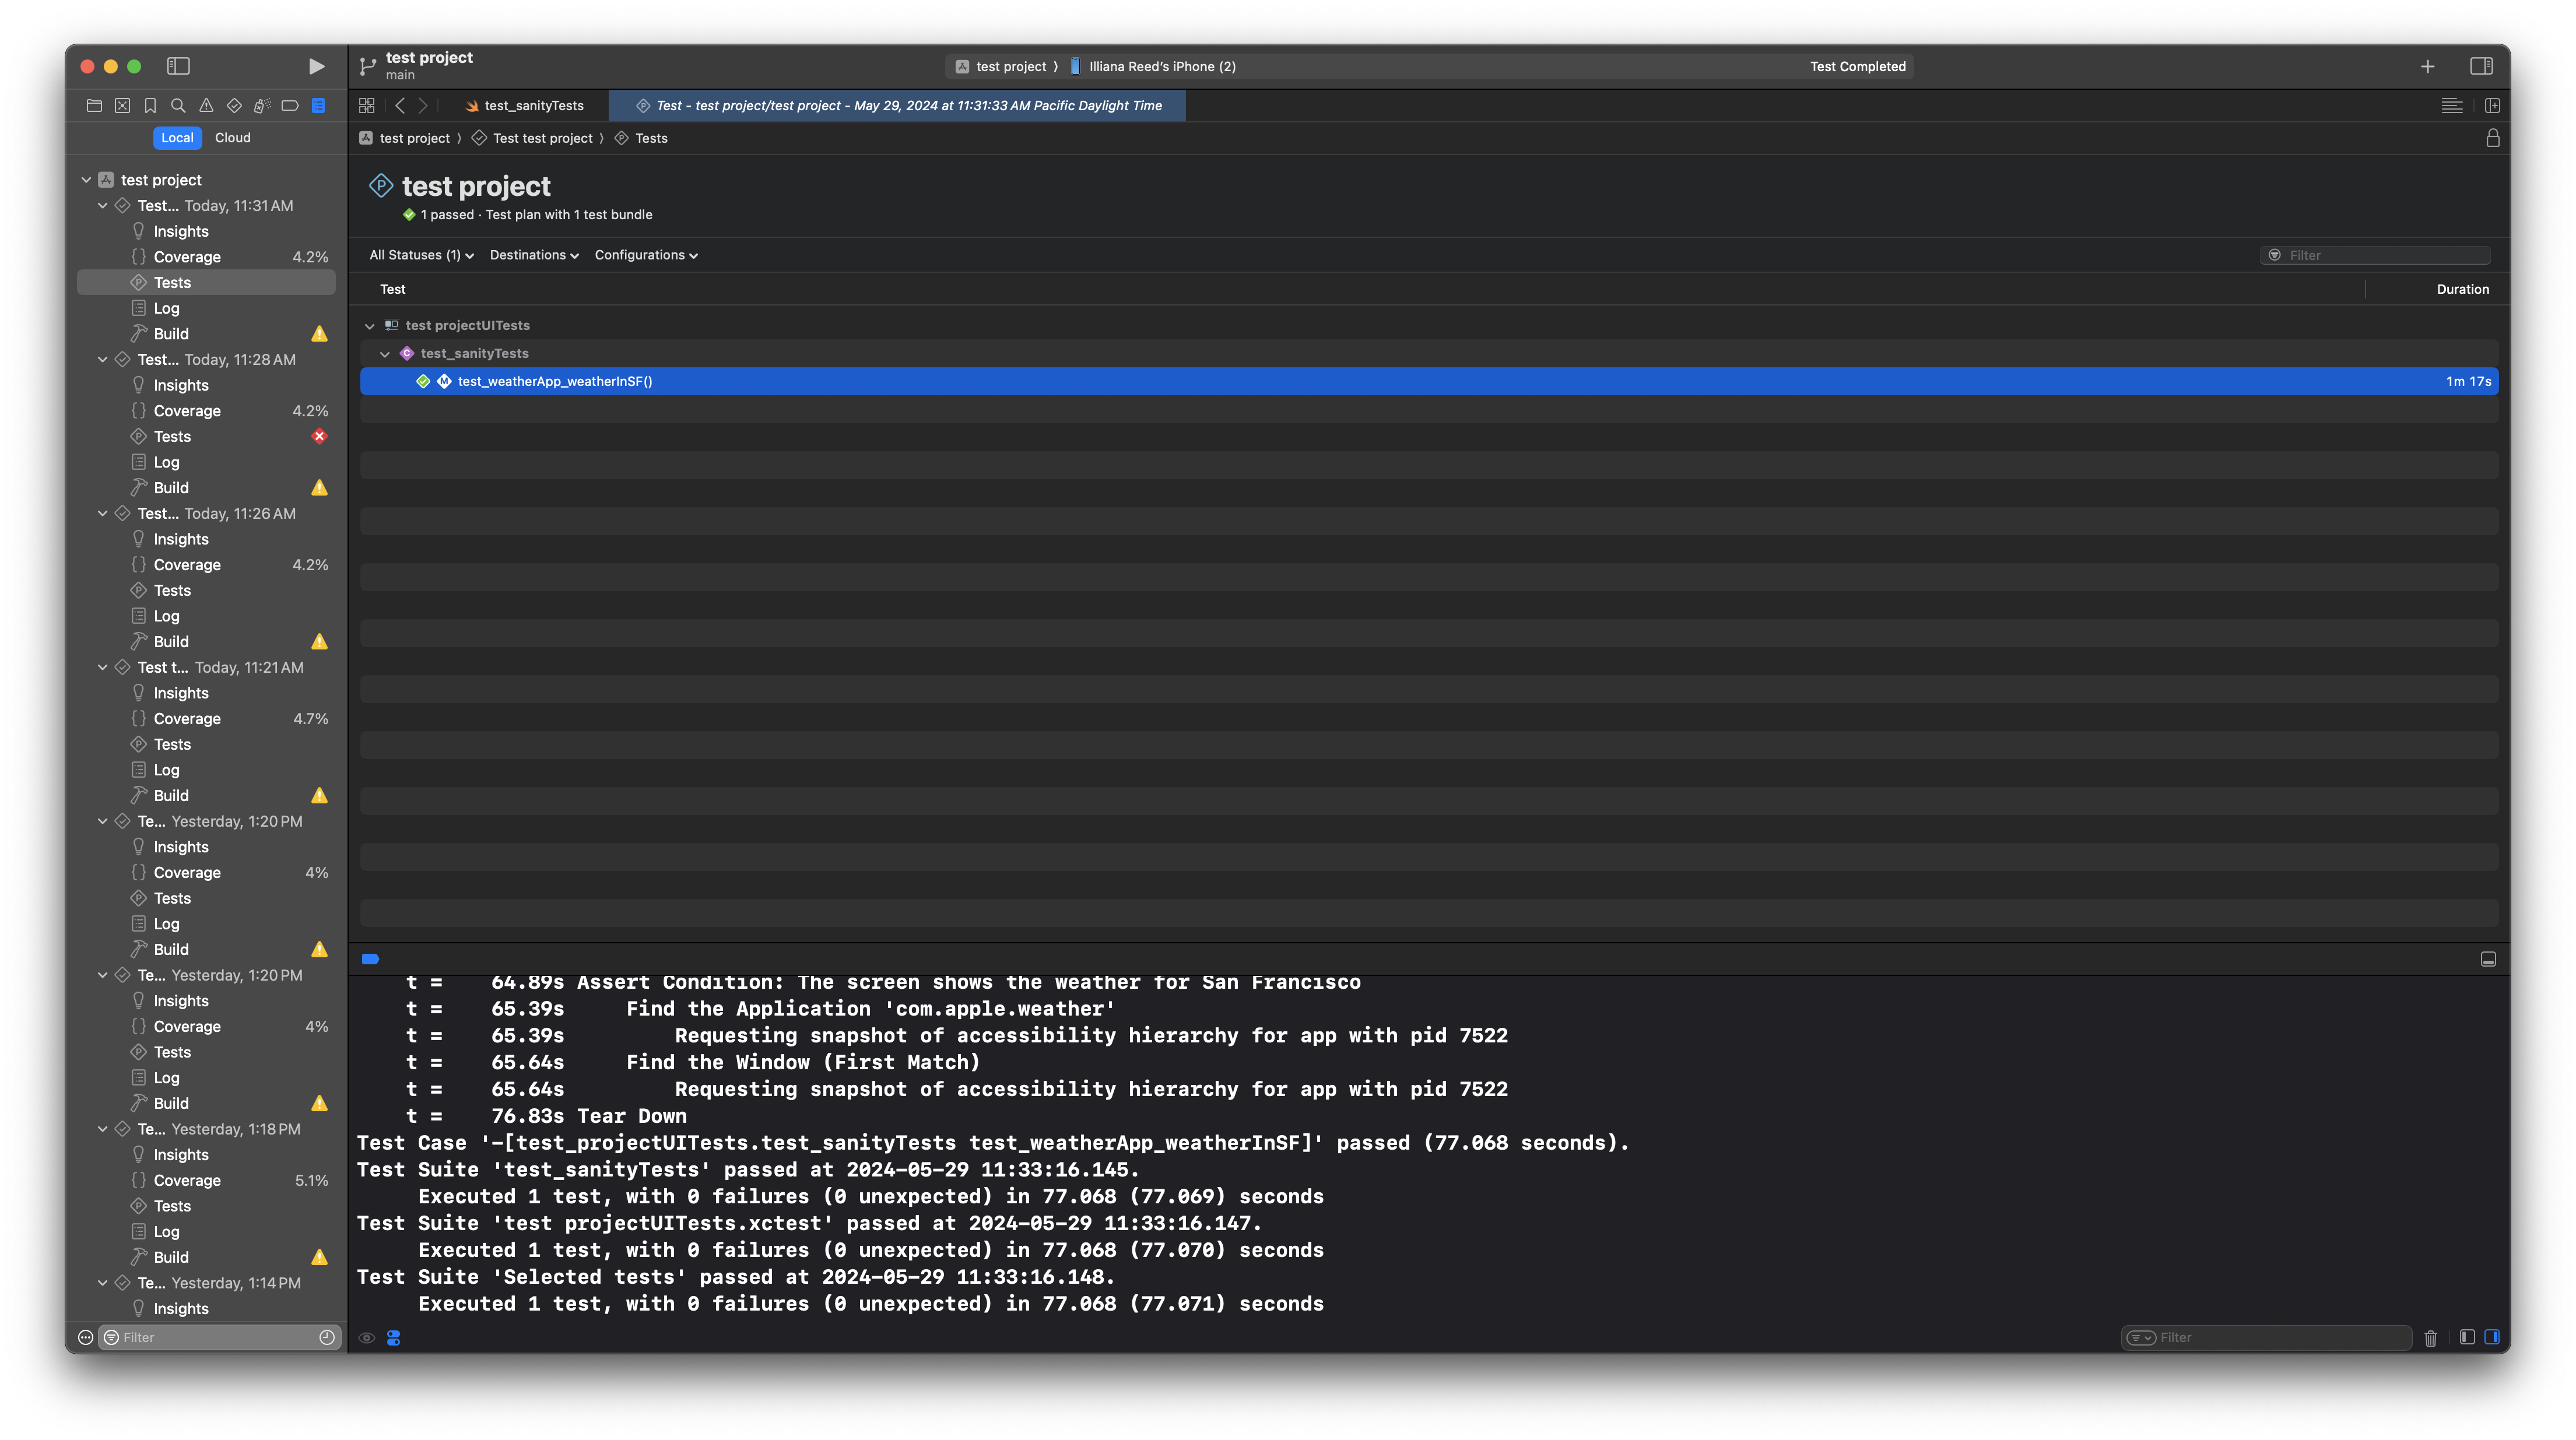 test project
main
test project 〉 Illiana Reed’s iPhone (2)
Test Completed
test_sanityTests
Test - test project/test project - May 29, 2024 at 11:31:33 AM Pacific Daylight Time
Local Cloud
test project 〉 Test test project 〉 Tests
test project
Test... Today, 11:31 AM
Insights
Coverage 4.2%
Tests
Log
Build
Test... Today, 11:28 AM
Insights
Coverage 4.2%
Tests
Log
Build
Test... Today, 11:26 AM
Insights
Coverage 4.2%
Tests
Log
Build
Test t... Today, 11:21 AM
Insights
Coverage 4.7%
Tests
Log
Build
Te... Yesterday, 1:20 PM
Insights
Coverage 4%
Tests
Log
Build
Te... Yesterday, 1:20 PM
Insights
Coverage 4%
Tests
Log
Build
Te... Yesterday, 1:18 PM
Insights
Coverage 5.1%
Tests
Log
Build
Te... Yesterday, 1:14 PM
Insights
Filter
test project
1 passed · Test plan with 1 test bundle
All Statuses (1) Destinations Configurations
Filter
Test Duration
test projectUITests
test_sanityTests
test_weatherApp_weatherInSF() 1m 17s
t = 64.89s Assert Condition: The screen shows the weather for San Francisco
t = 65.39s Find the Application 'com.apple.weather'
t = 65.39s Requesting snapshot of accessibility hierarchy for app with pid 7522
t = 65.64s Find the Window (First Match)
t = 65.64s Requesting snapshot of accessibility hierarchy for app with pid 7522
t = 76.83s Tear Down
Test Case '-[test_projectUITests.test_sanityTests test_weatherApp_weatherInSF]' passed (77.068 seconds).
Test Suite 'test_sanityTests' passed at 2024-05-29 11:33:16.145.
Executed 1 test, with 0 failures (0 unexpected) in 77.068 (77.069) seconds
Test Suite 'test projectUITests.xctest' passed at 2024-05-29 11:33:16.147.
Executed 1 test, with 0 failures (0 unexpected) in 77.068 (77.070) seconds
Test Suite 'Selected tests' passed at 2024-05-29 11:33:16.148.
Executed 1 test, with 0 failures (0 unexpected) in 77.068 (77.071) seconds
Filter